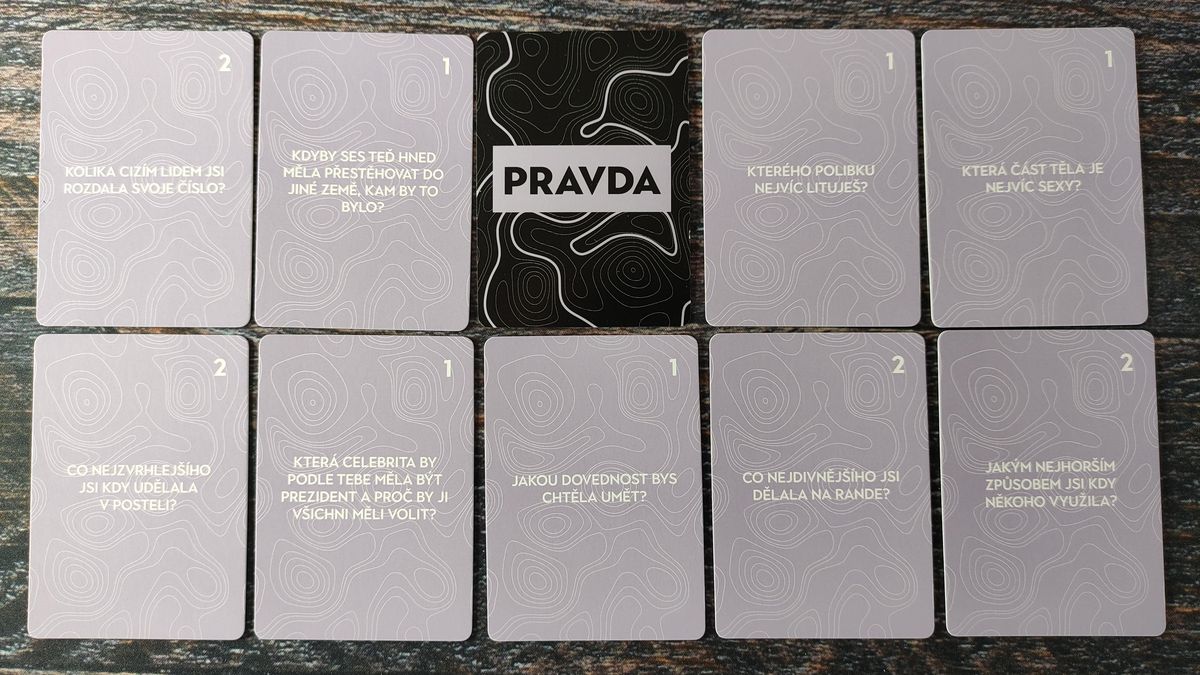 2
KOLIKA CIZÍM LIDEM JSI
ROZDALA SVOJE ČÍSLO?
1
KDYBY SES TEĎ HNED
MĚLA PŘESTĚHOVAT DO
JINÉ ZEMĚ, KAM BY TO
BYLO?
PRAVDA
1
KTERÉHO POLIBKU
NEJVÍC LITUJEŠ?
1
KTERÁ ČÁST TĚLA JE
NEJVÍC SEXY?
2
CO NEJZVRHLEJŠÍHO
JSI KDY UDĚLALA
V POSTELI?
1
KTERÁ CELEBRITA BY
PODLE TEBE MĚLA BÝT
PREZIDENT A PROČ BY JI
VŠICHNI MĚLI VOLIT?
1
JAKOU DOVEDNOST BYS
CHTĚLA UMĚT?
2
CO NEJDIVNĚJŠÍHO JSI
DĚLALA NA RANDE?
2
JAKÝM NEJHORŠÍM
ZPŮSOBEM JSI KDY
NĚKOHO VYUŽILA?